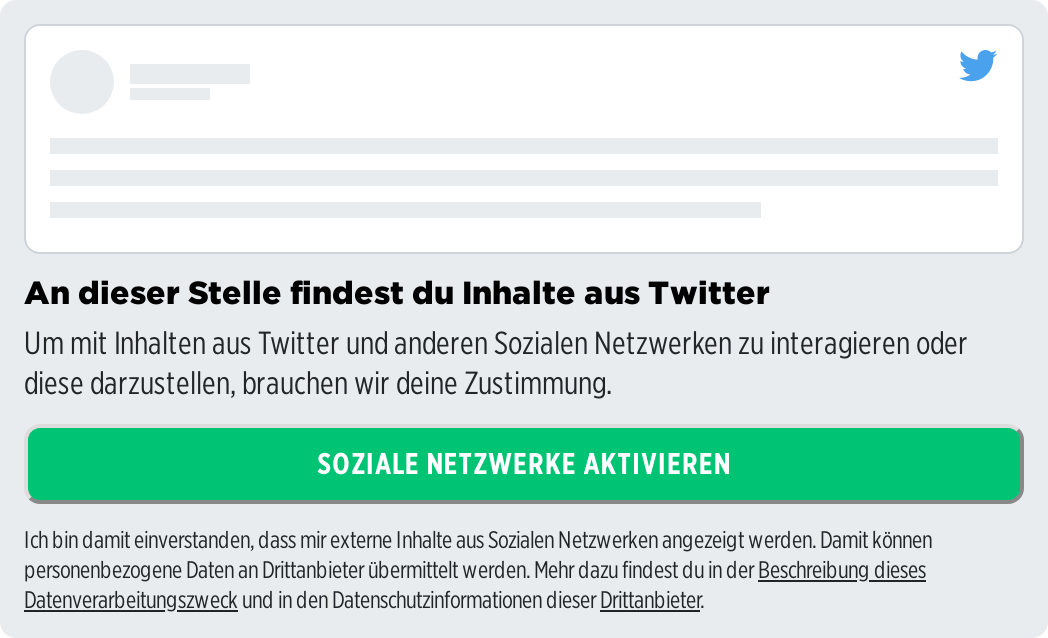 An dieser Stelle findest du Inhalte aus Twitter
Um mit Inhalten aus Twitter und anderen Sozialen Netzwerken zu interagieren oder
diese darzustellen, brauchen wir deine Zustimmung.
SOZIALE NETZWERKE AKTIVIEREN
Ich bin damit einverstanden, dass mir externe Inhalte aus Sozialen Netzwerken angezeigt werden. Damit können
personenbezogene Daten an Drittanbieter übermittelt werden. Mehr dazu findest du in der Beschreibung dieses
Datenverarbeitungszweck und in den Datenschutzinformationen dieser Drittanbieter.